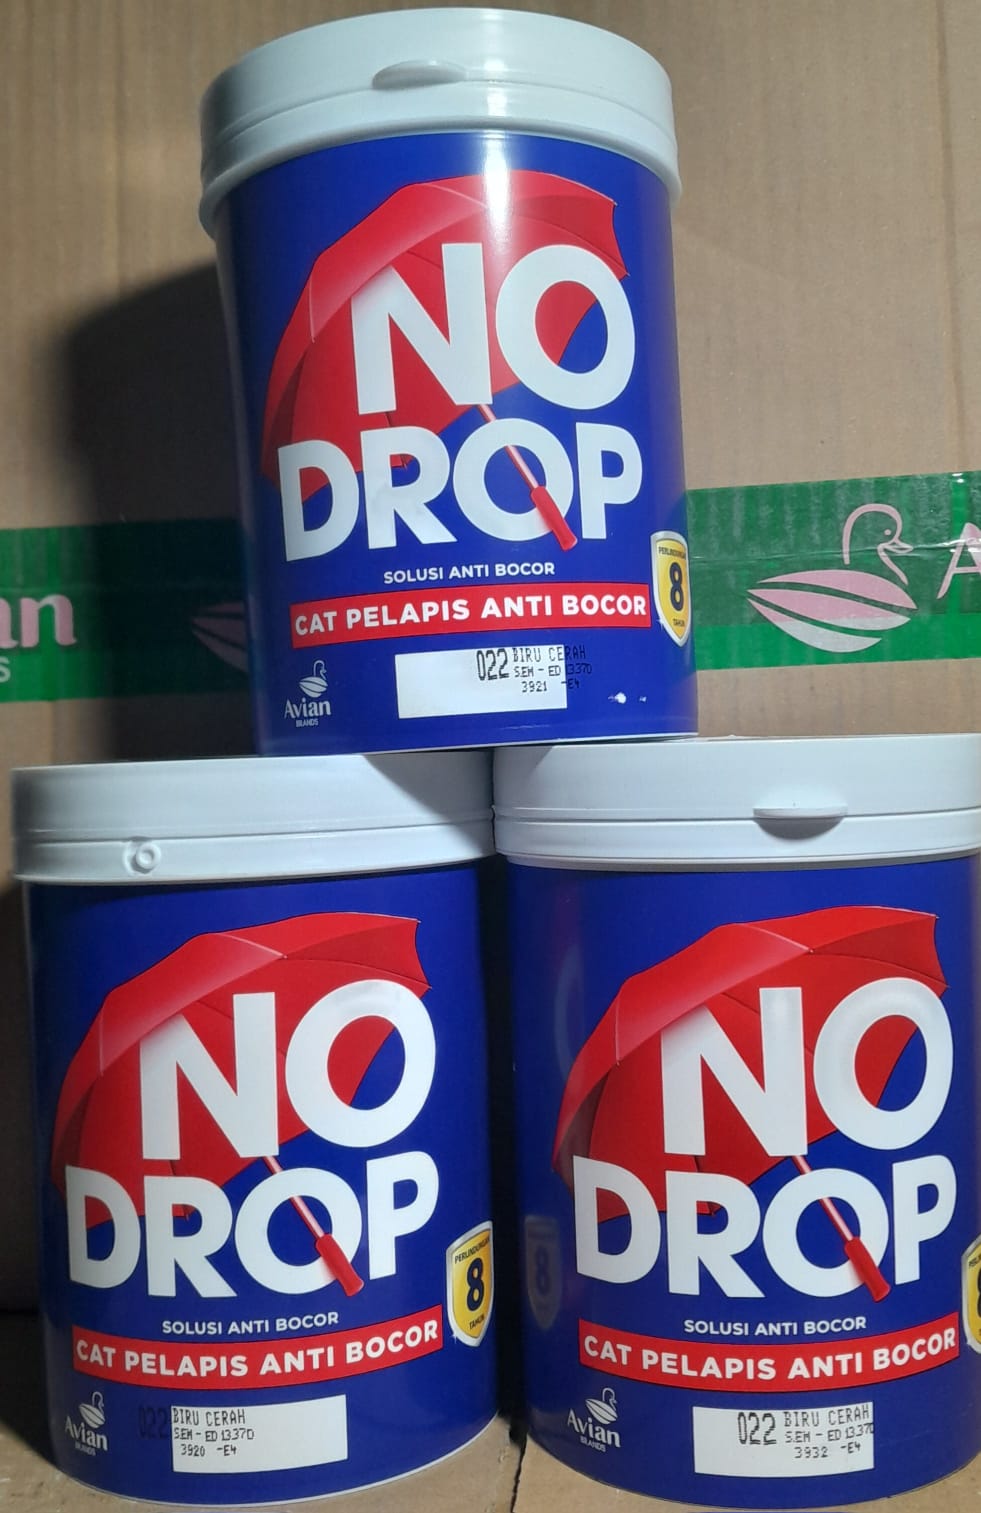 NO
DROP
SOLUSI ANTI BOCOR
CAT PELAPIS ANTI BOCOR
PERLINDUNGAN
8
TAHUN
Avian
BRANDS
022 BIRU CERAH
SEM - ED 1337D
3921 -E4
an
S
A
NO
DROP
SOLUSI ANTI BOCOR
CAT PELAPIS ANTI BOCOR
PERLINDUNGAN
8
TAHUN
Avian
BRANDS
022 BIRU CERAH
SEM - ED 1337D
3920 -E4
NO
DROP
SOLUSI ANTI BOCOR
CAT PELAPIS ANTI BOCOR
Avian
BRANDS
022 BIRU CERAH
SEM - ED 1337D
3932 -E4